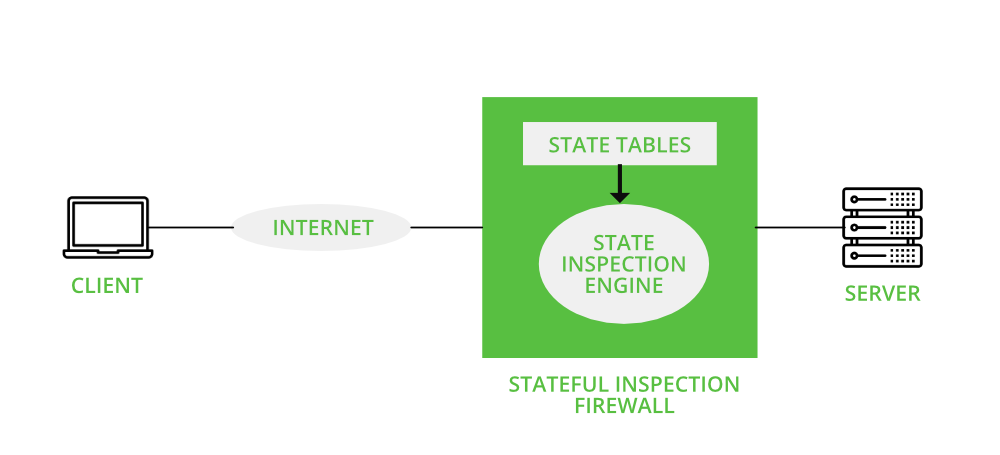 STATE TABLES
INTERNET
STATE
INSPECTION
ENGINE
CLIENT
SERVER
STATEFUL INSPECTION
FIREWALL